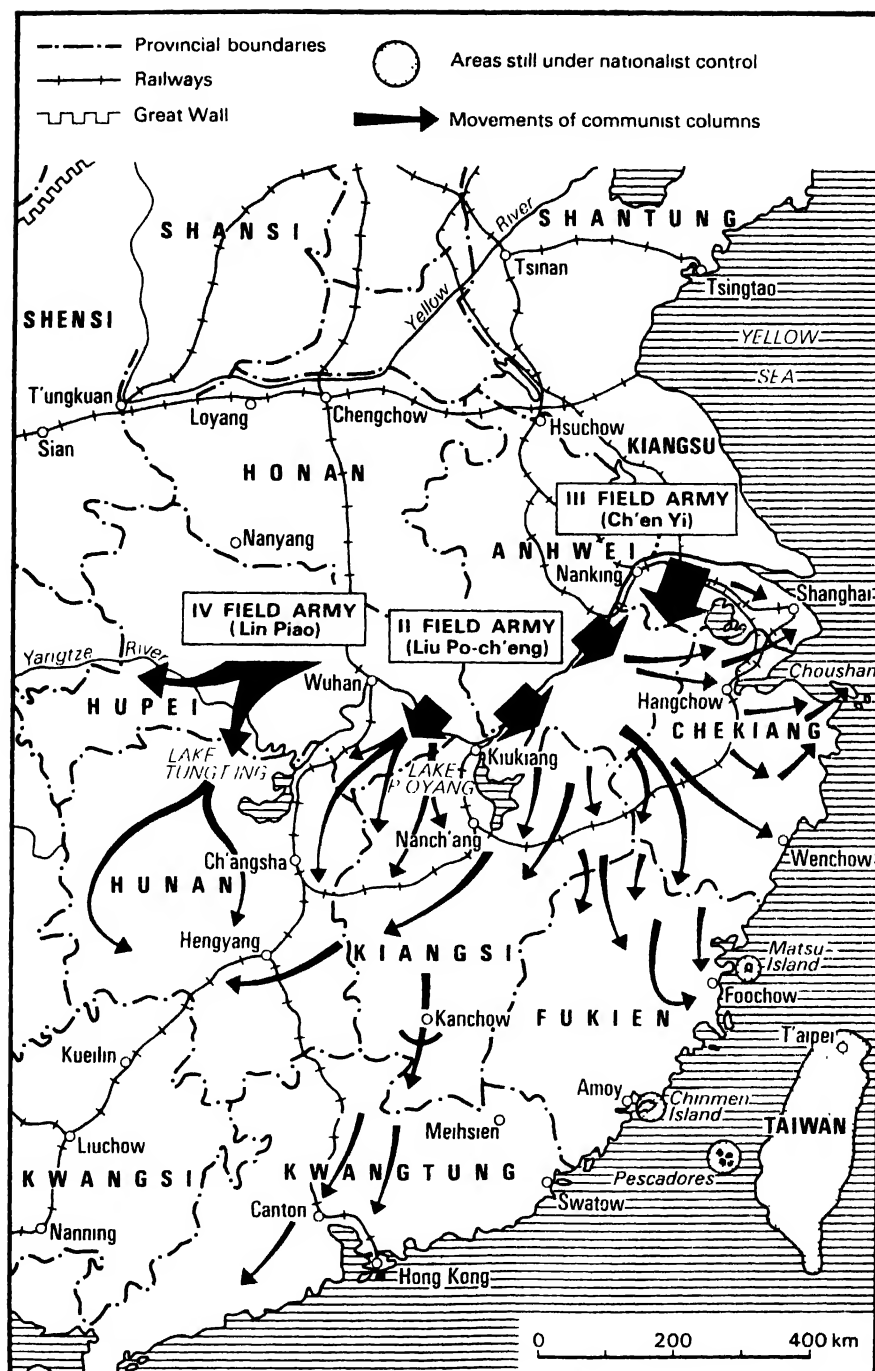 Provincial boundaries
Railways
Great Wall
Areas still under nationalist control
Movements of communist columns
SHANSI
SHANTUNG
River
Tsinan
Tsingtao
SHENSI
Yellow
YELLOW
SEA
T'ungkuan
Loyang
Chengchow
Hsuchow
Sian
KIANGSU
HONAN
III FIELD ARMY
(Ch'en Yi)
Nanyang
ANHWEI
Nanking
Shanghai
IV FIELD ARMY
(Lin Piao)
II FIELD ARMY
(Liu Po-ch'eng)
Yangtze River
Wuhan
Choushan
HUPEI
Hangchow
CHEKIANG
LAKE
TUNGTING
Kiukiang
LAKE
POYANG
Nanch'ang
Wenchow
Ch'angsha
HUNAN
Hengyang
KIANGSI
Matsu
Island
Foochow
Kanchow
FUKIEN
T'aipei
Kueilin
Amoy
Chinmen
Island
Meihsien
TAIWAN
Liuchow
KWANGSI
KWANGTUNG
Pescadores
Canton
Swatow
Nanning
Hong Kong
0 200 400 km